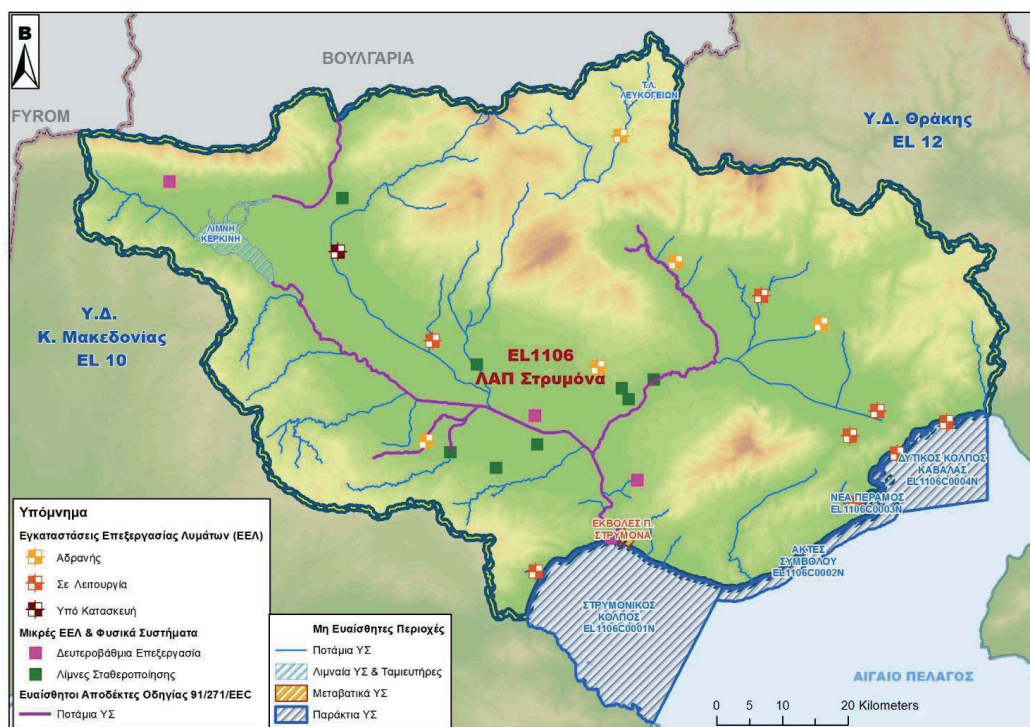 Β
ΒΟΥΛΓΑΡΙΑ
FYROM
Τ.Λ.
ΛΕΥΚΟΓΕΙΩΝ
Υ.Δ. Θράκης
EL 12
ΛΙΜΝΗ
ΚΕΡΚΙΝΗ
Υ.Δ.
Κ. Μακεδονίας
EL 10
EL1106
ΛΑΠ Στρυμόνα
ΔΥΤΙΚΟΣ ΚΟΛΠΟΣ
ΚΑΒΑΛΑΣ
EL1106C0004N
ΝΕΑ ΠΕΡΑΜΟΣ
EL1106C0003N
ΕΚΒΟΛΕΣ Π.
ΣΤΡΥΜΟΝΑ
ΑΚΤΕΣ
ΣΥΜΒΟΛΟΥ
EL1106C0002N
ΣΤΡΥΜΟΝΙΚΟΣ
ΚΟΛΠΟΣ
EL1106C0001N
ΑΙΓΑΙΟ ΠΕΛΑΓΟΣ
Υπόμνημα
Εγκαταστάσεις Επεξεργασίας Λυμάτων (ΕΕΛ)
Αδρανής
Σε Λειτουργία
Υπό Κατασκευή
Μικρές ΕΕΛ & Φυσικά Συστήματα
Δευτεροβάθμια Επεξεργασία
Λίμνες Σταθεροποίησης
Ευαίσθητοι Αποδέκτες Οδηγίας 91/271/EEC
Ποτάμια ΥΣ
Μη Ευαίσθητες Περιοχές
Ποτάμια ΥΣ
Λιμναία ΥΣ & Ταμιευτήρες
Μεταβατικά ΥΣ
Παράκτια ΥΣ
0 5 10 20 Kilometers